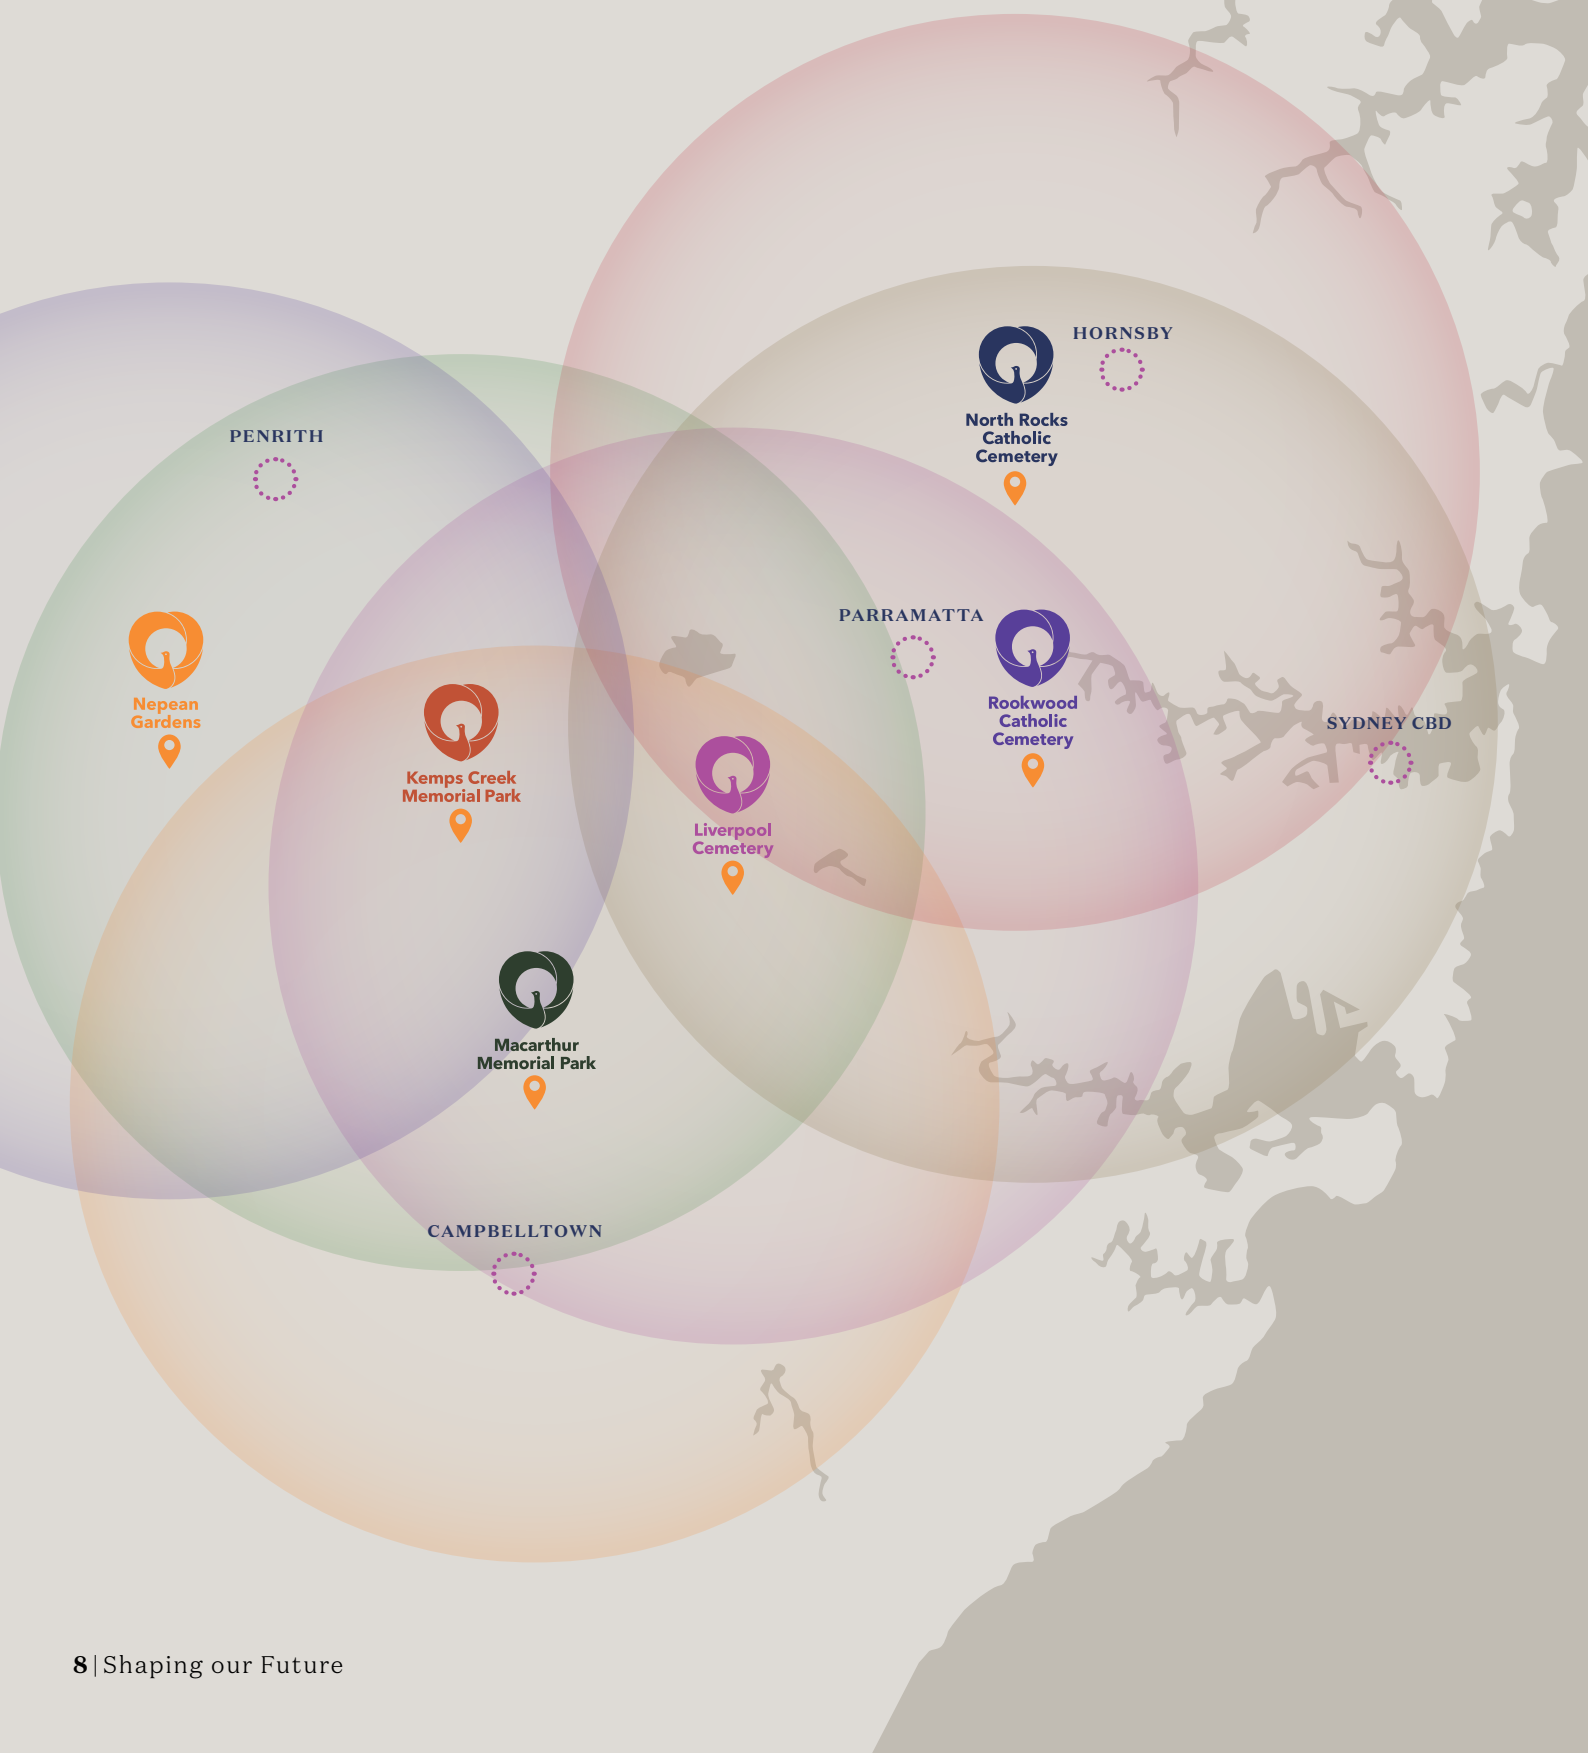 HORNSBY
North Rocks
Catholic
Cemetery
PENRITH
PARRAMATTA
Nepean
Gardens
Rookwood
Catholic
Cemetery
SYDNEY CBD
Kemps Creek
Memorial Park
Liverpool
Cemetery
Macarthur
Memorial Park
CAMPBELLTOWN
8|Shaping our Future